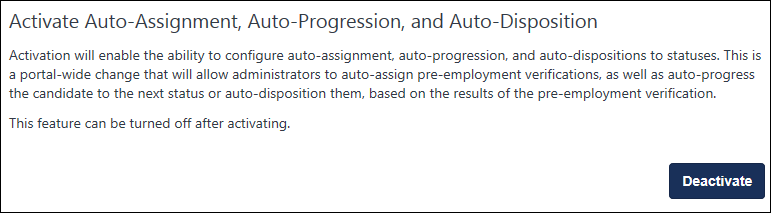 Activate Auto-Assignment, Auto-Progression, and Auto-Disposition
Activation will enable the ability to configure auto-assignment, auto-progression, and auto-dispositions to statuses. This is
a portal-wide change that will allow administrators to auto-assign pre-employment verifications, as well as auto-progress
the candidate to the next status or auto-disposition them, based on the results of the pre-employment verification.
This feature can be turned off after activating.
Deactivate